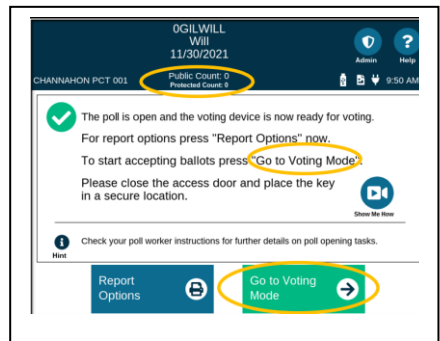 0GILWILL
Will
11/30/2021
Admin
Help
CHANNAHON PCT 001
Public Count: 0
Protected Count: 0
9:50 AM
The poll is open and the voting device is now ready for voting.
For report options press "Report Options" now.
To start accepting ballots press "Go to Voting Mode".
Please close the access door and place the key
in a secure location.
Show Me How
Hint
Check your poll worker instructions for further details on poll opening tasks.
Report
Options
Go to Voting
Mode